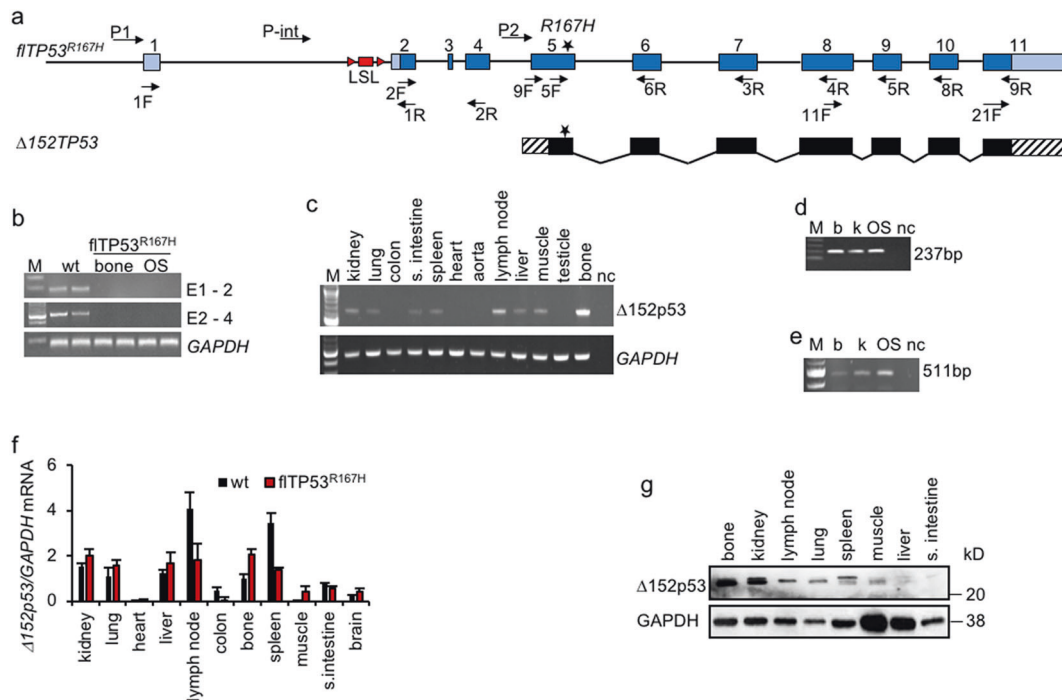 a
P1
P-int
P2
R167H
flTP53R167H
1 2 3 4 5 6 7 8 9 10 11
LSL
1F
2F
1R
2R
9F 5F
6R
3R
4R
11F
5R
8R
9R
21F
Δ152TP53
b
flTP53R167H
M wt bone OS
E1 - 2
E2 - 4
GAPDH
c
M kidney lung colon s. intestine spleen heart aorta lymph node liver muscle testicle bone nc
Δ152p53
GAPDH
d
M b k OS nc
237bp
e
M b k OS nc
511bp
f
Δ152p53/GAPDH mRNA
6
4
2
0
wt flTP53R167H
kidney lung heart liver lymph node colon bone spleen muscle s.intestine brain
g
bone kidney lymph node lung spleen muscle liver s. intestine
kD
Δ152p53
20
GAPDH
38